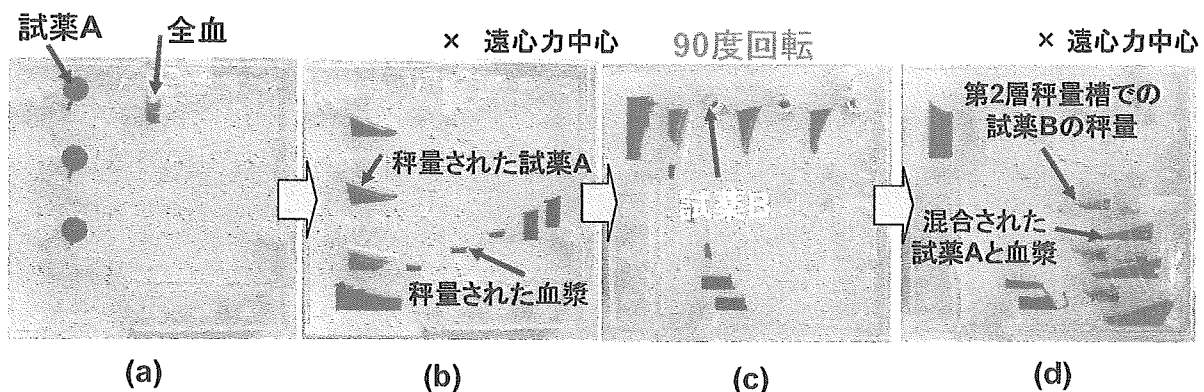 試薬A
全血
× 遠心力中心
90度回転
× 遠心力中心
秤量された試薬A
秤量された血漿
試薬B
第2層秤量槽での
試薬Bの秤量
混合された
試薬Aと血漿
(a)
(b)
(c)
(d)